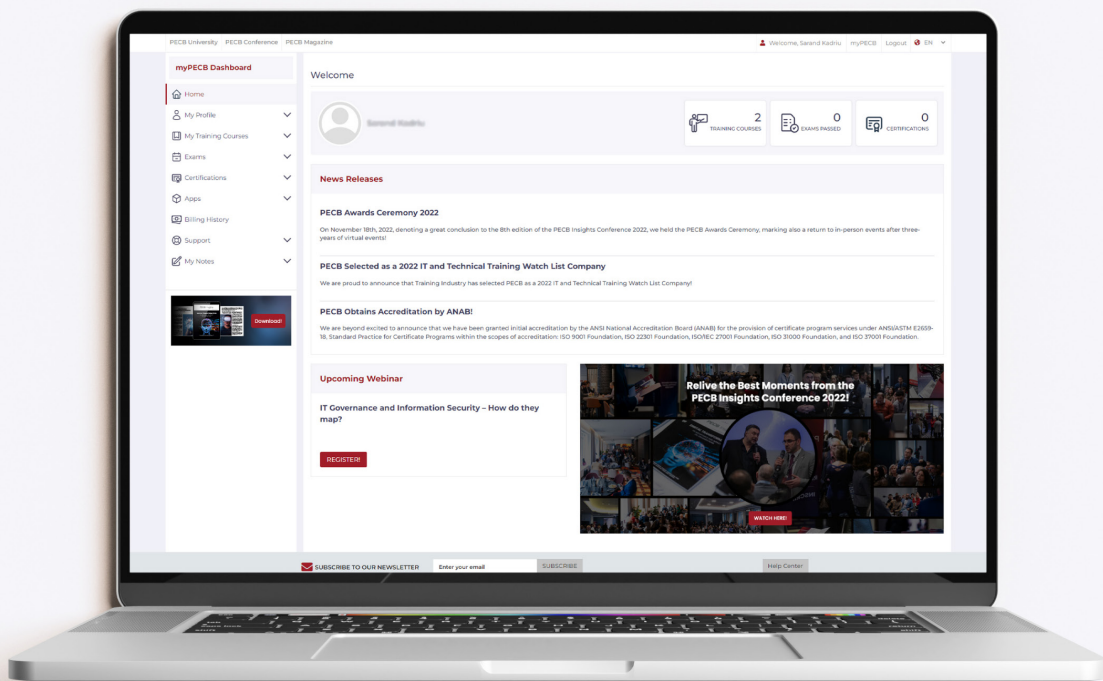 PECB University PECB Conference PECB Magazine
Welcome, Sarand Kadriu myPECB Logout EN
myPECB Dashboard
Home
My Profile
My Training Courses
Exams
Certifications
Apps
Billing History
Support
My Notes
Download!
Welcome
Sarand Kadriu
2
TRAINING COURSES
0
EXAMS PASSED
0
CERTIFICATIONS
News Releases
PECB Awards Ceremony 2022
On November 18th, 2022, denoting a great conclusion to the 8th edition of the PECB Insights Conference 2022, we held the PECB Awards Ceremony, marking also a return to in-person events after three-
years of virtual events!
PECB Selected as a 2022 IT and Technical Training Watch List Company
We are proud to announce that Training Industry has selected PECB as a 2022 IT and Technical Training Watch List Company!
PECB Obtains Accreditation by ANAB!
We are beyond excited to announce that we have been granted initial accreditation by the ANSI National Accreditation Board (ANAB) for the provision of certificate program services under ANSI/ASTM E2659-
18, Standard Practice for Certificate Programs within the scopes of accreditation: ISO 9001 Foundation, ISO 22301 Foundation, ISO/IEC 27001 Foundation, ISO 31000 Foundation, and ISO 37001 Foundation.
Upcoming Webinar
IT Governance and Information Security – How do they
map?
REGISTER!
Relive the Best Moments from the
PECB Insights Conference 2022!
WATCH HERE!
SUBSCRIBE TO OUR NEWSLETTER Enter your email SUBSCRIBE Help Center